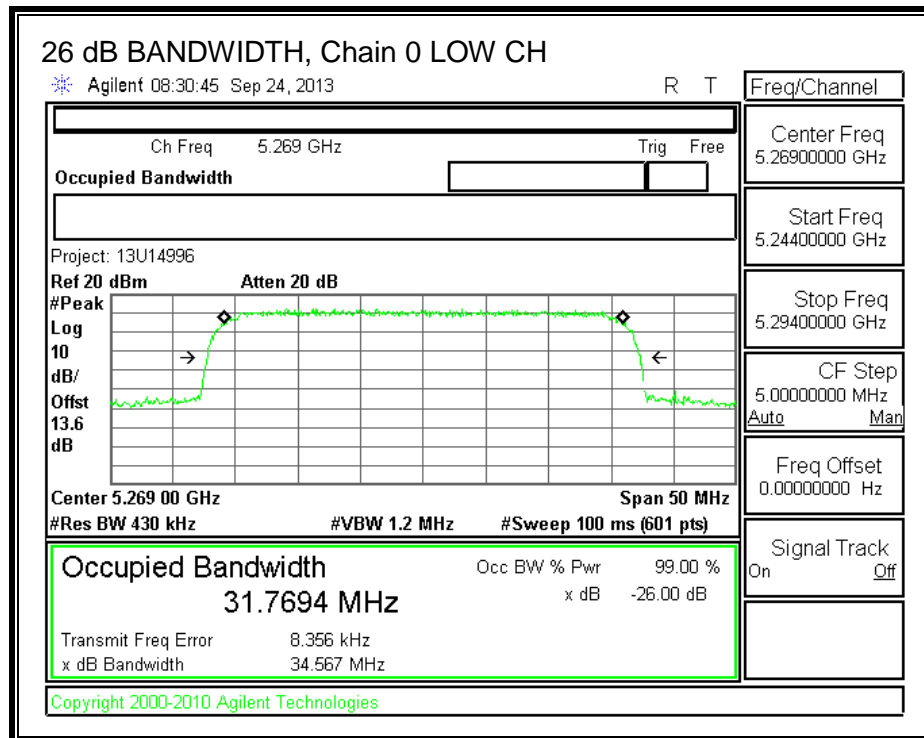 26 dB BANDWIDTH, Chain 0 LOW CH
Agilent 08:30:45 Sep 24, 2013 R T
Freq/Channel
Ch Freq 5.269 GHz Trig Free
Occupied Bandwidth
Center Freq
5.26900000 GHz
Start Freq
5.24400000 GHz
Stop Freq
5.29400000 GHz
CF Step
5.00000000 MHz
Auto Man
Freq Offset
0.00000000 Hz
Signal Track
On Off
Project: 13U14996
Ref 20 dBm Atten 20 dB
#Peak
Log
10
dB/
Offst
13.6
dB
Center 5.269 00 GHz Span 50 MHz
#Res BW 430 kHz #VBW 1.2 MHz #Sweep 100 ms (601 pts)
Occupied Bandwidth Occ BW % Pwr 99.00 %
31.7694 MHz x dB -26.00 dB
Transmit Freq Error 8.356 kHz
x dB Bandwidth 34.567 MHz
Copyright 2000-2010 Agilent Technologies